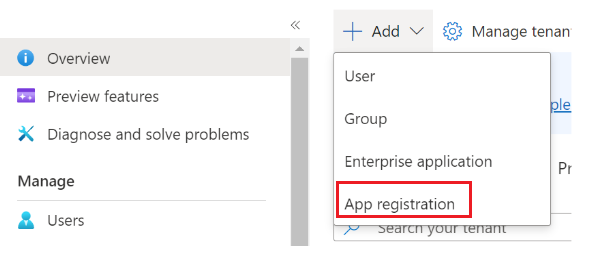 Overview
Preview features
Diagnose and solve problems
Manage
Users
Add
Manage tenan
User
Group
Enterprise application
App registration
ple
Pr
Search your tenant